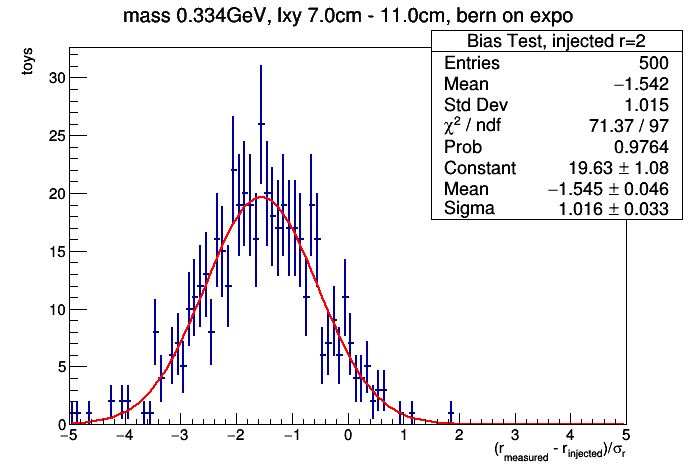 mass 0.334GeV, lxy 7.0cm - 11.0cm, bern on expo
toys
Bias Test, injected r=2
Entries 500
Mean −1.542
Std Dev 1.015
χ² / ndf 71.37 / 97
Prob 0.9764
Constant 19.63 ± 1.08
Mean −1.545 ± 0.046
Sigma 1.016 ± 0.033
30
25
20
15
10
5
0
−5 −4 −3 −2 −1 0 1 2 3 4 5
(r_measured - r_injected)/σ_r